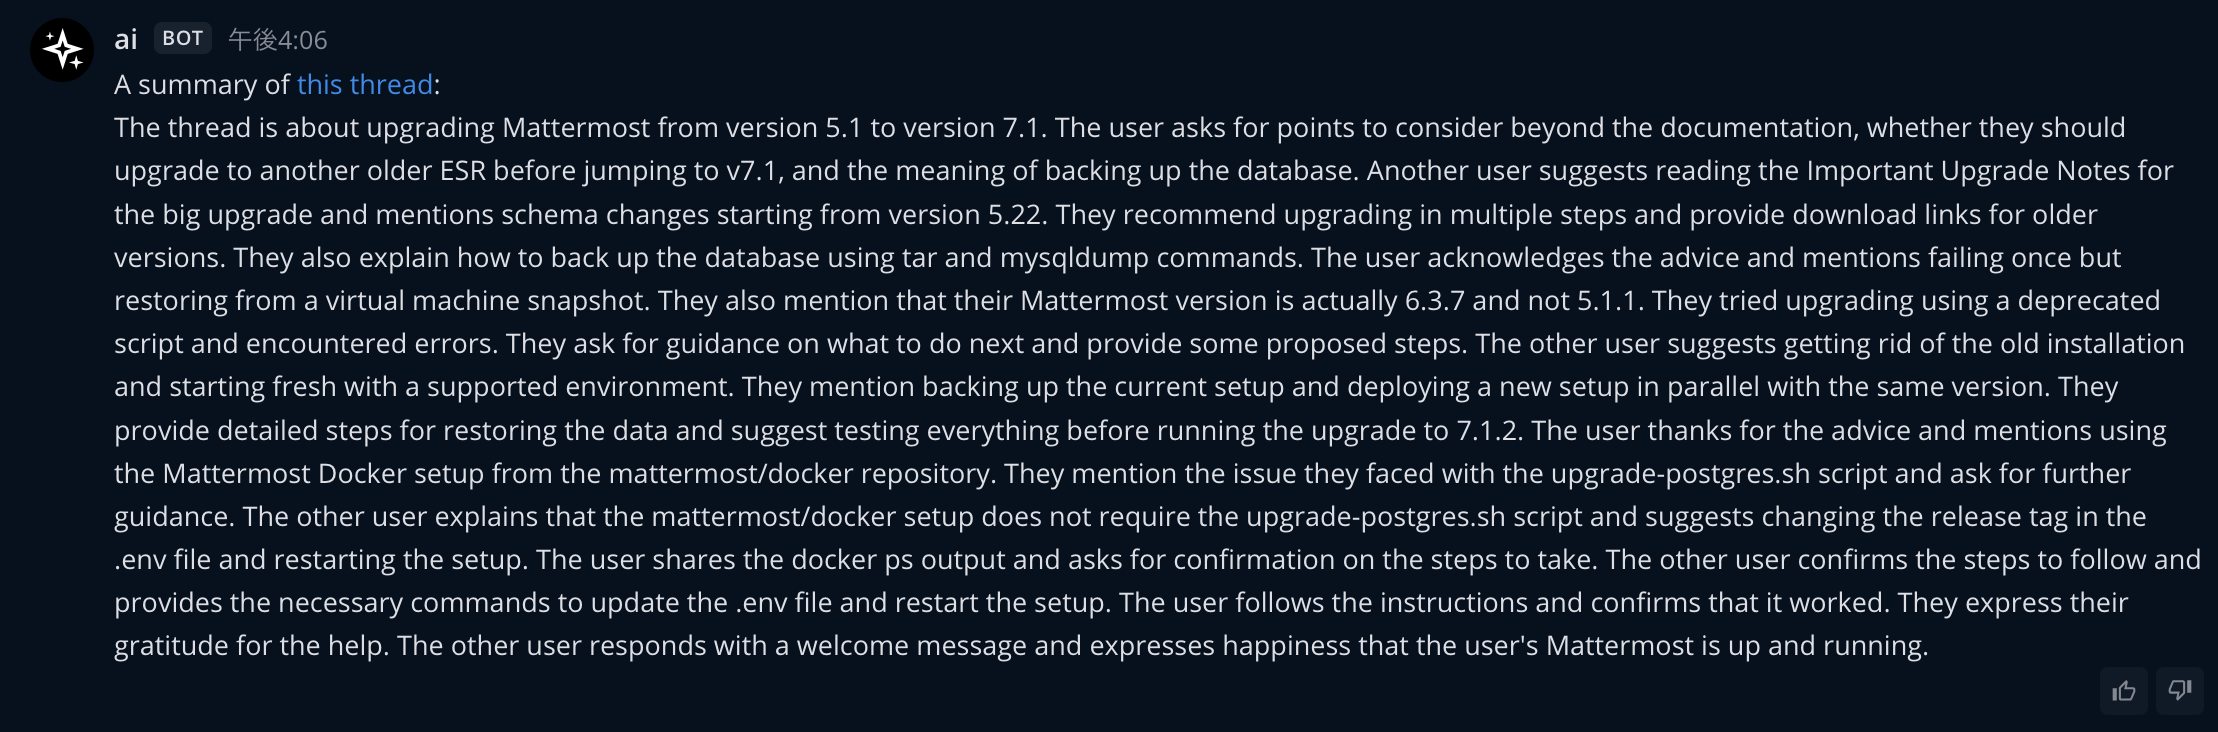 ai BOT 午後4:06
A summary of this thread:
The thread is about upgrading Mattermost from version 5.1 to version 7.1. The user asks for points to consider beyond the documentation, whether they should
upgrade to another older ESR before jumping to v7.1, and the meaning of backing up the database. Another user suggests reading the Important Upgrade Notes for
the big upgrade and mentions schema changes starting from version 5.22. They recommend upgrading in multiple steps and provide download links for older
versions. They also explain how to back up the database using tar and mysqldump commands. The user acknowledges the advice and mentions failing once but
restoring from a virtual machine snapshot. They also mention that their Mattermost version is actually 6.3.7 and not 5.1.1. They tried upgrading using a deprecated
script and encountered errors. They ask for guidance on what to do next and provide some proposed steps. The other user suggests getting rid of the old installation
and starting fresh with a supported environment. They mention backing up the current setup and deploying a new setup in parallel with the same version. They
provide detailed steps for restoring the data and suggest testing everything before running the upgrade to 7.1.2. The user thanks for the advice and mentions using
the Mattermost Docker setup from the mattermost/docker repository. They mention the issue they faced with the upgrade-postgres.sh script and ask for further
guidance. The other user explains that the mattermost/docker setup does not require the upgrade-postgres.sh script and suggests changing the release tag in the
.env file and restarting the setup. The user shares the docker ps output and asks for confirmation on the steps to take. The other user confirms the steps to follow and
provides the necessary commands to update the .env file and restart the setup. The user follows the instructions and confirms that it worked. They express their
gratitude for the help. The other user responds with a welcome message and expresses happiness that the user's Mattermost is up and running.